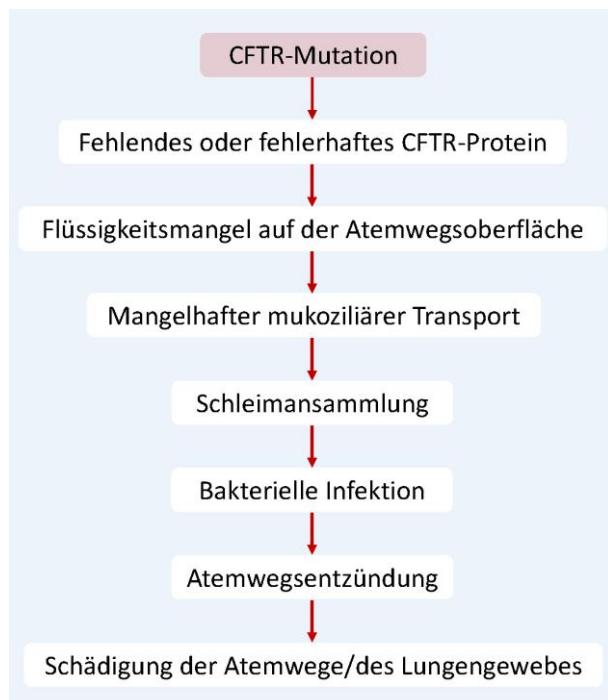 CFTR-Mutation
Fehlendes oder fehlerhaftes CFTR-Protein
Flüssigkeitsmangel auf der Atemwegsoberfläche
Mangelhafter mukoziliärer Transport
Schleimansammlung
Bakterielle Infektion
Atemwegsentzündung
Schädigung der Atemwege/des Lungengewebes